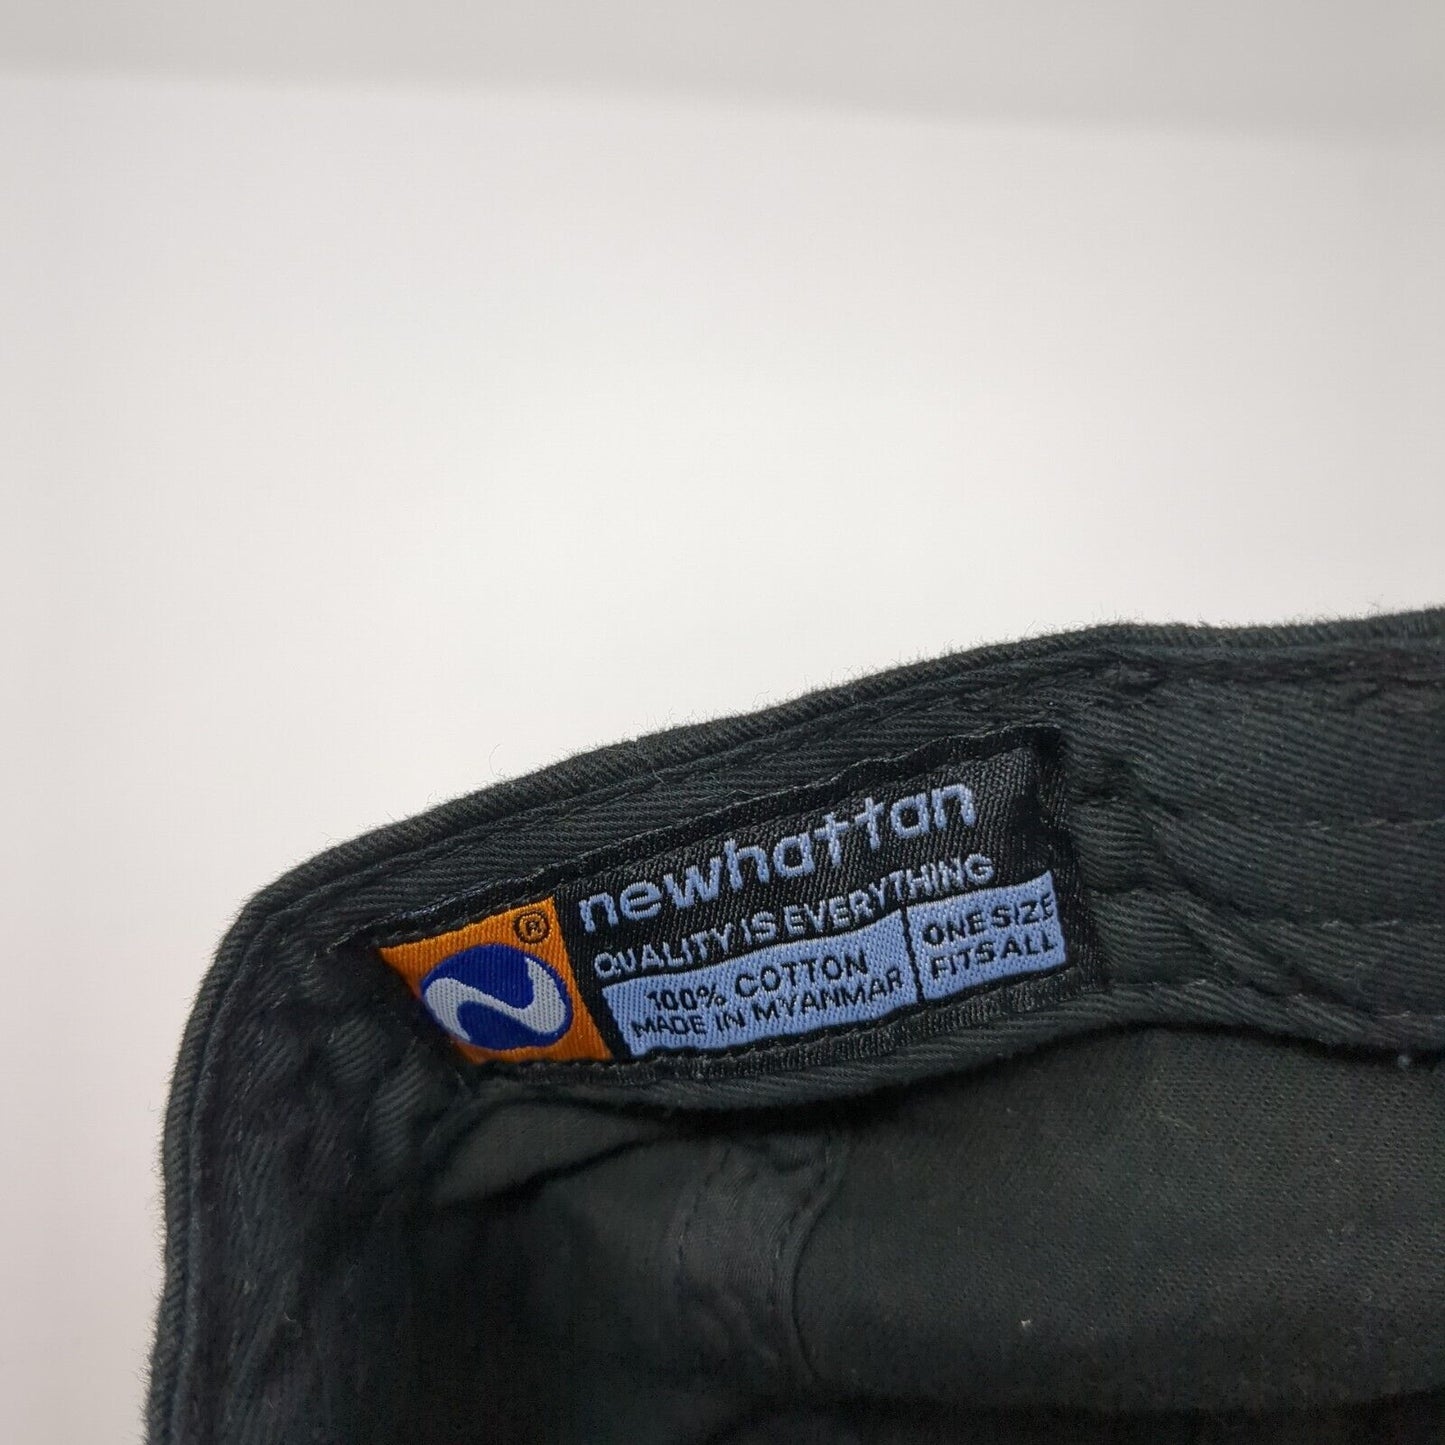 ®
newhattan
QUALITY IS EVERYTHING
100% COTTON
MADE IN MYANMAR
ONE SIZE
FITS ALL